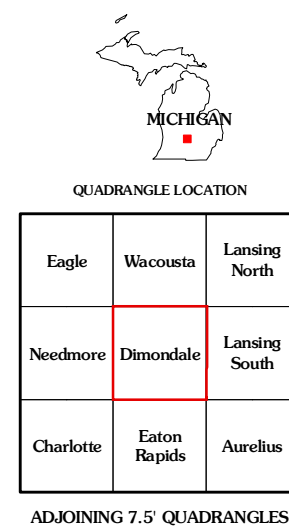 MICHIGAN
QUADRANGLE LOCATION
Eagle
Wacousta
Lansing
North
Needmore
Dimondale
Lansing
South
Charlotte
Eaton
Rapids
Aurelius
ADJOINING 7.5' QUADRANGLES